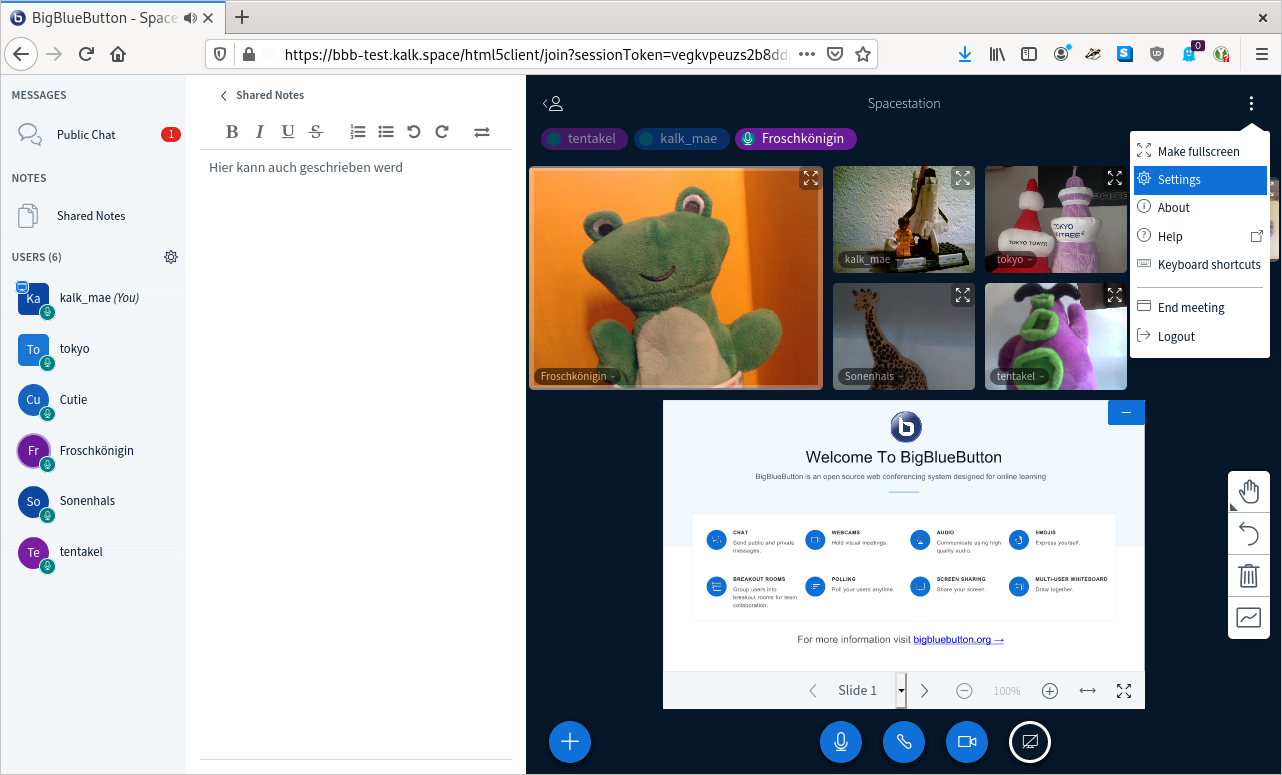 BigBlueButton - Space
https://bbb-test.kalk.space/html5client/join?sessionToken=vegkvpeuzs2b8dd
0
MESSAGES
Public Chat
1
NOTES
Shared Notes
USERS (6)
Ka
kalk_mae (You)
To
tokyo
Cu
Cutie
Fr
Froschkönigin
So
Sonenhals
Te
tentakel
Shared Notes
B I U S
Hier kann auch geschrieben werd
Spacestation
tentakel
kalk_mae
Froschkönigin
Froschkönigin
kalk_mae
TOKYO TOWER
TOKYO
tokyo
Sonenhals
tentakel
Make fullscreen
Settings
About
Help
Keyboard shortcuts
End meeting
Logout
b
Welcome To BigBlueButton
BigBlueButton is an open source web conferencing system designed for online learning
CHAT
Send public and private
messages.
WEBCAMS
Hold visual meetings.
AUDIO
Communicate using high
quality audio.
EMOJIS
Express yourself.
BREAKOUT ROOMS
Group users into
breakout rooms for team
collaboration.
POLLING
Poll your users anytime.
SCREEN SHARING
Share your screen.
MULTI-USER WHITEBOARD
Draw together.
For more information visit bigbluebutton.org →
Slide 1
100%